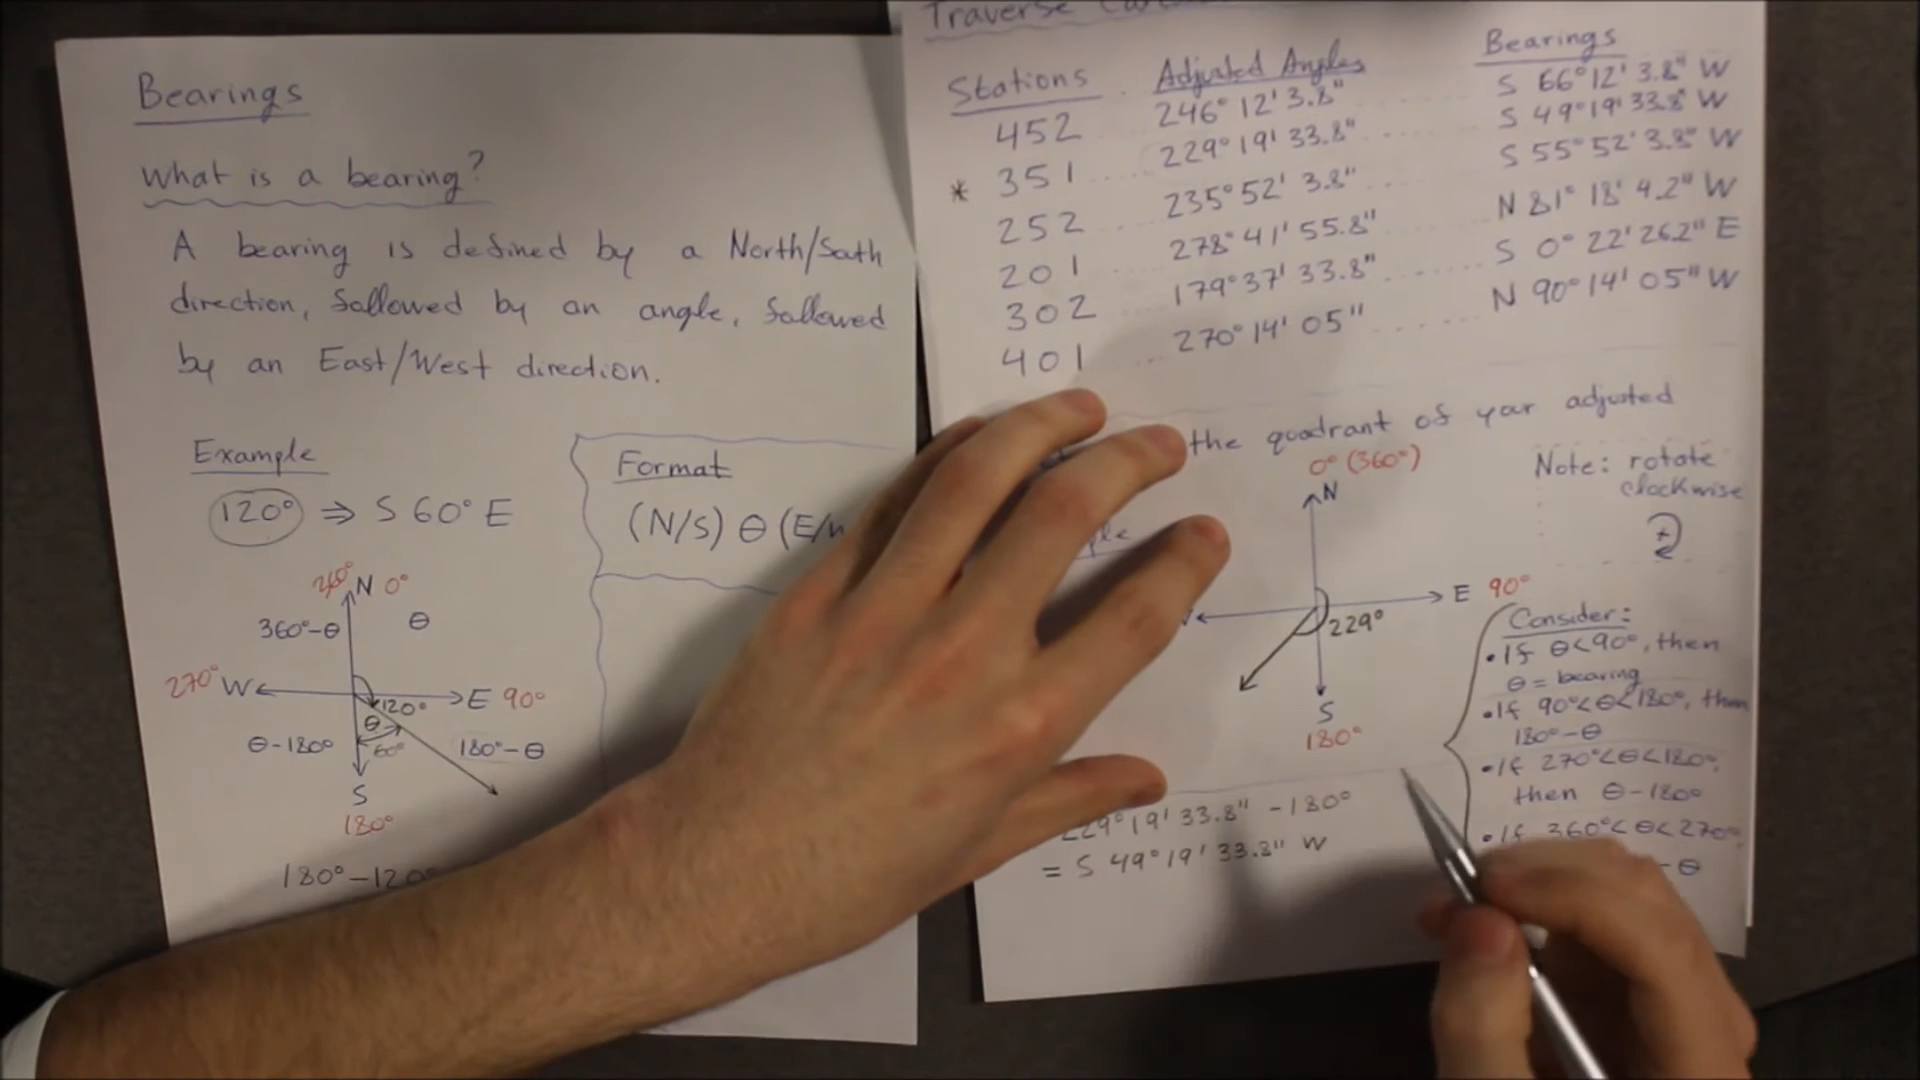 Bearings
What is a bearing?
A bearing is defined by a North/South
direction, followed by an angle, followed
by an East/West direction.
Example
120° ⇒ S 60° E
360° N 0°
360°-θ
θ
270° W
E 90°
120°
θ
60°
θ-180°
180°-θ
S
180°
180°-120°
Format
(N/S) θ (E/
Traverse
Stations
Adjusted Angles
Bearings
452 246° 12' 3.8" S 66° 12' 3.8" W
* 351 229° 19' 33.8" S 49° 19' 33.8" W
252 235° 52' 3.8" S 55° 52' 3.8" W
201 278° 41' 55.8" N 81° 18' 4.2" W
302 179° 37' 33.8" S 0° 22' 26.2" E
401 270° 14' 05" N 90° 14' 05" W
the quadrant of your adjusted
0° (360°)
N
Note: rotate
clockwise
+
E 90°
229°
S
180°
Consider:
• If θ<90°, then
θ = bearing
• If 90°<θ<180°, then
180°-θ
• If 270°<θ<180°,
then θ-180°
• If 360°<θ<270°,
-θ
229° 19' 33.8" -180°
= S 49° 19' 33.8" W